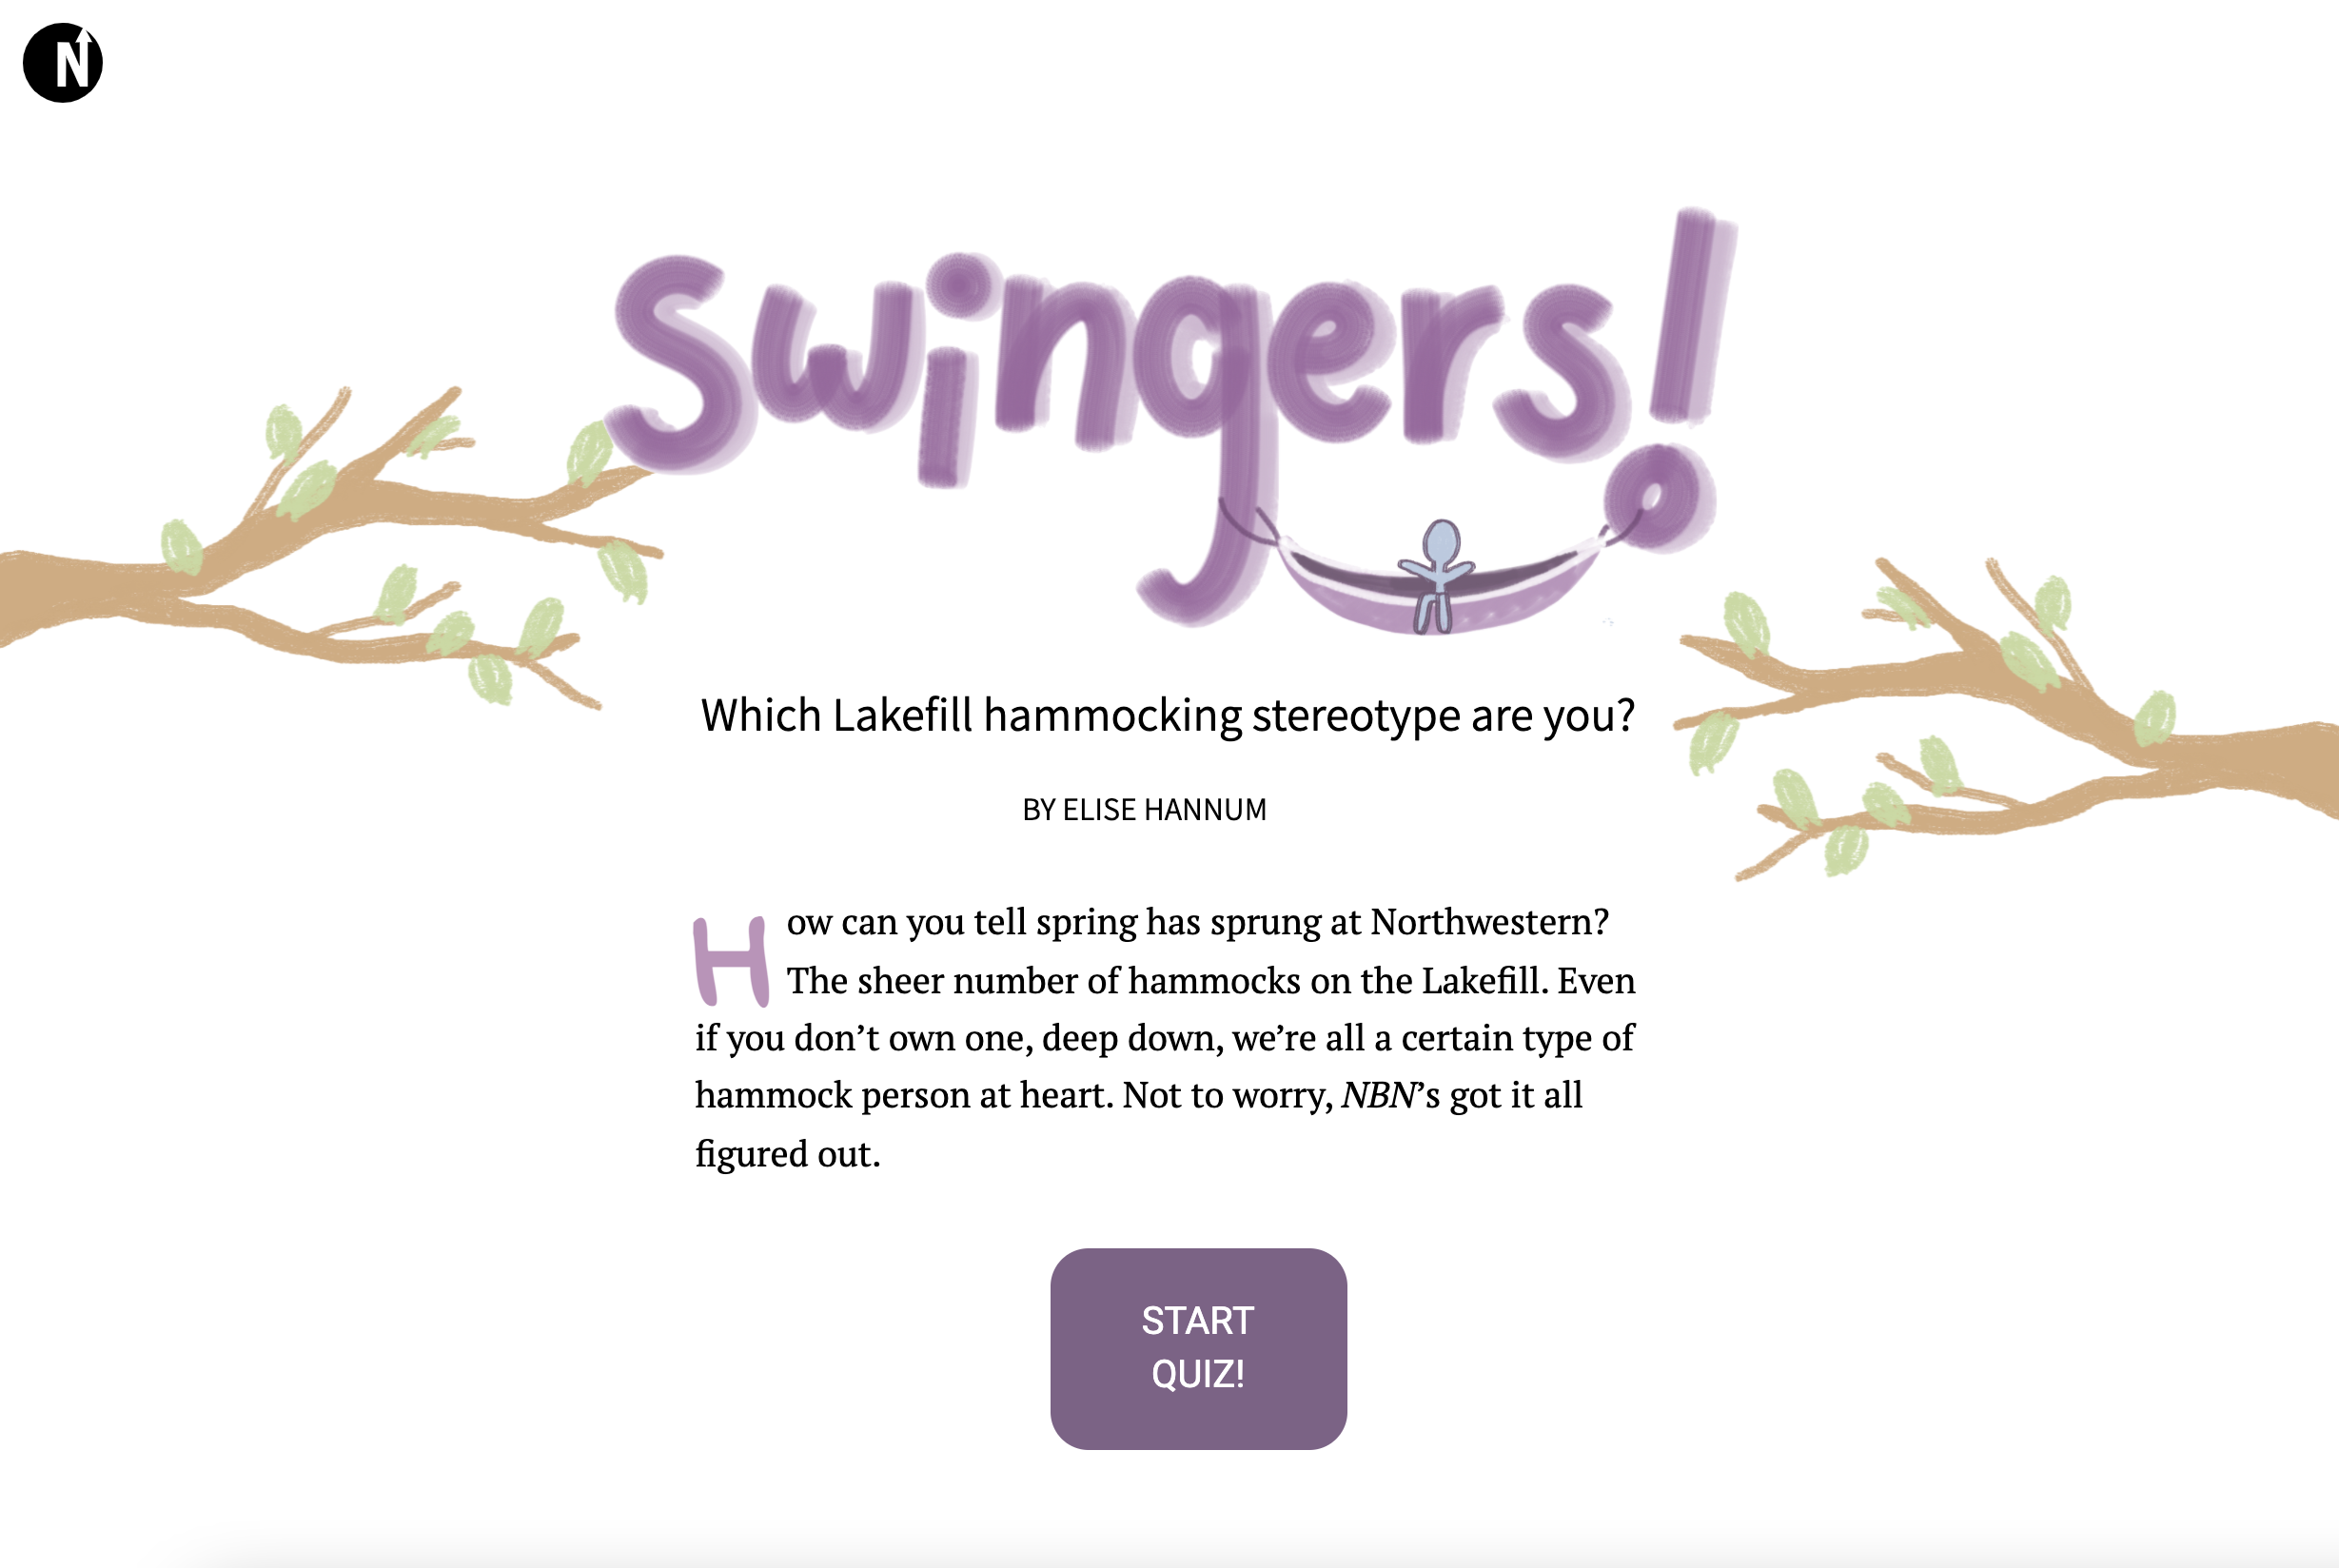 N
Swingers!
Which Lakefill hammocking stereotype are you?
BY ELISE HANNUM
How can you tell spring has sprung at Northwestern?
The sheer number of hammocks on the Lakefill. Even
if you don’t own one, deep down, we’re all a certain type of
hammock person at heart. Not to worry, NBN’s got it all
figured out.
START
QUIZ!